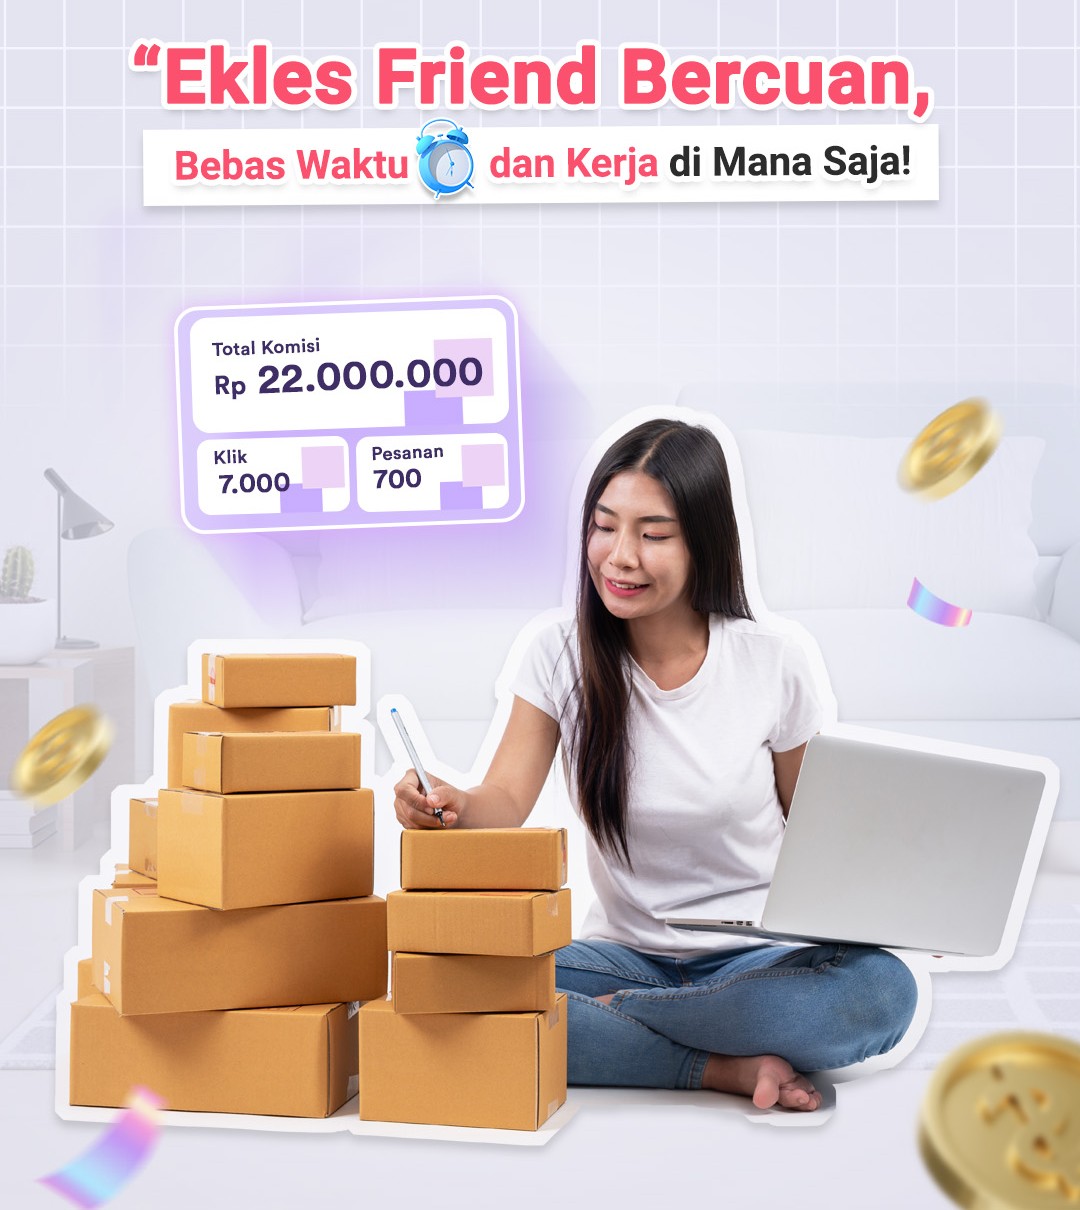 “Ekles Friend Bercuan,
Bebas Waktu dan Kerja di Mana Saja!
Total Komisi
Rp 22.000.000
Klik
7.000
Pesanan
700